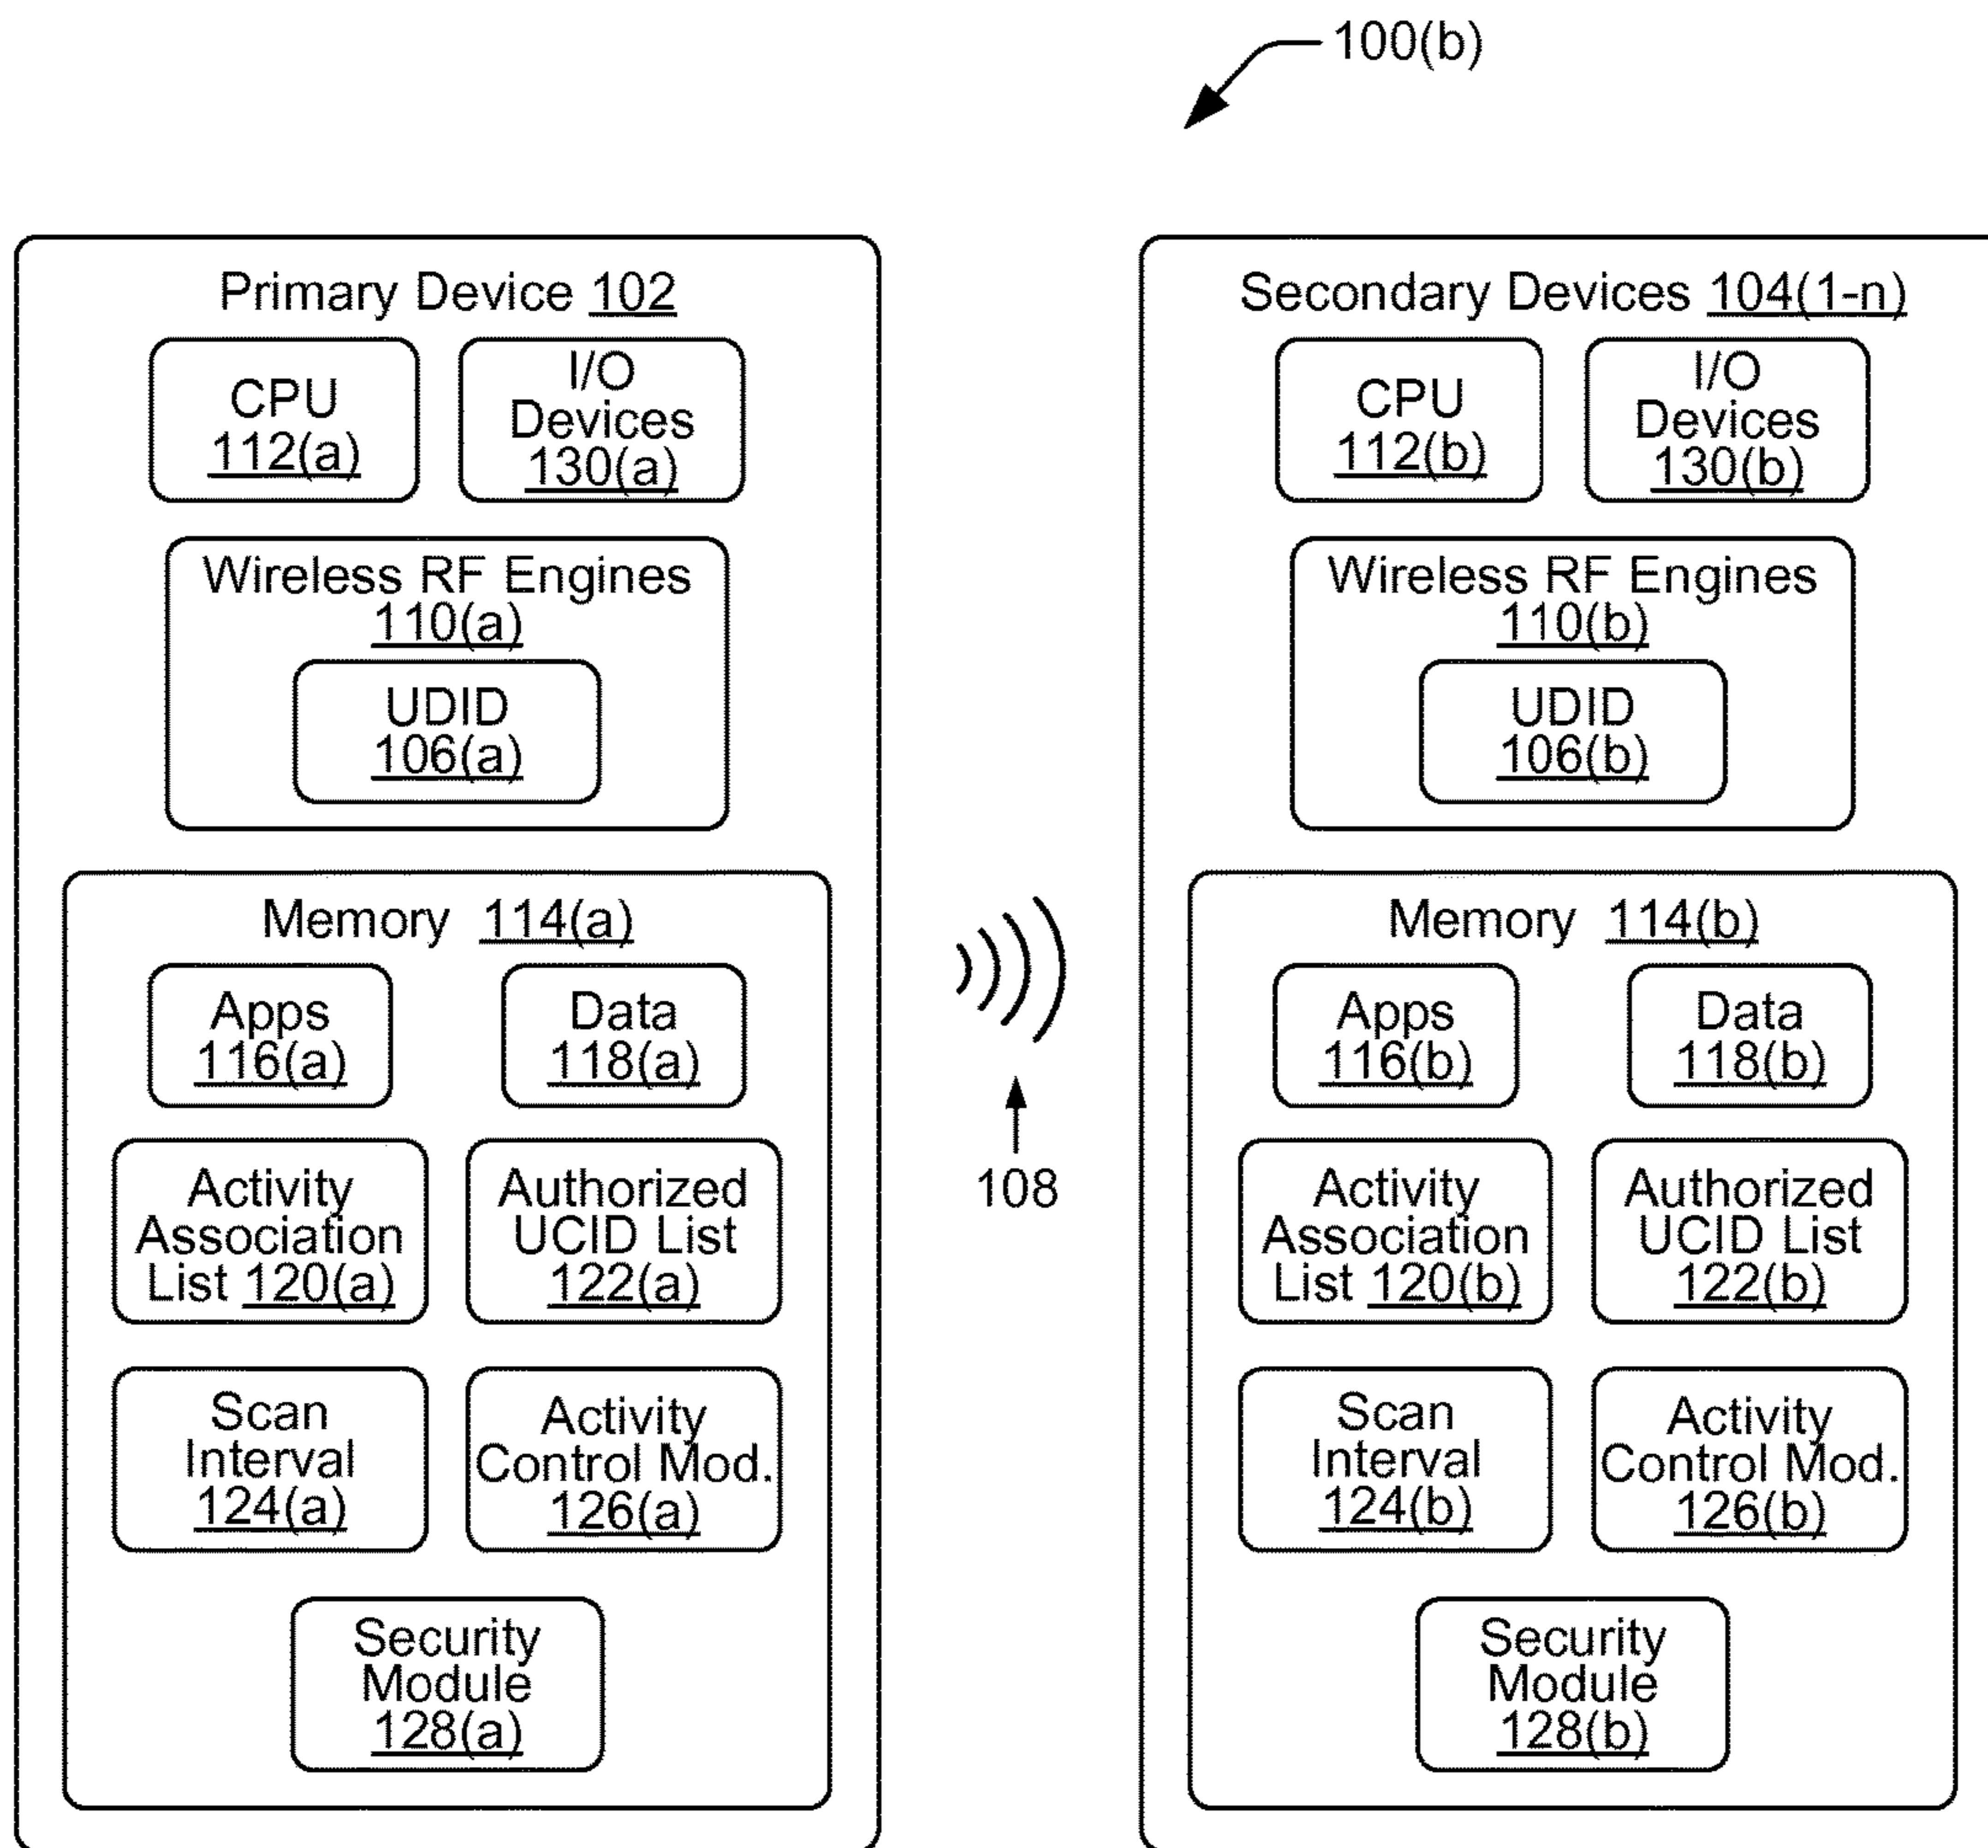 100(b)
Primary Device 102
CPU
112(a)
I/O
Devices
130(a)
Wireless RF Engines
110(a)
UDID
106(a)
Memory 114(a)
Apps
116(a)
Data
118(a)
Activity
Association
List 120(a)
Authorized
UCID List
122(a)
Scan
Interval
124(a)
Activity
Control Mod.
126(a)
Security
Module
128(a)
108
Secondary Devices 104(1-n)
CPU
112(b)
I/O
Devices
130(b)
Wireless RF Engines
110(b)
UDID
106(b)
Memory 114(b)
Apps
116(b)
Data
118(b)
Activity
Association
List 120(b)
Authorized
UCID List
122(b)
Scan
Interval
124(b)
Activity
Control Mod.
126(b)
Security
Module
128(b)